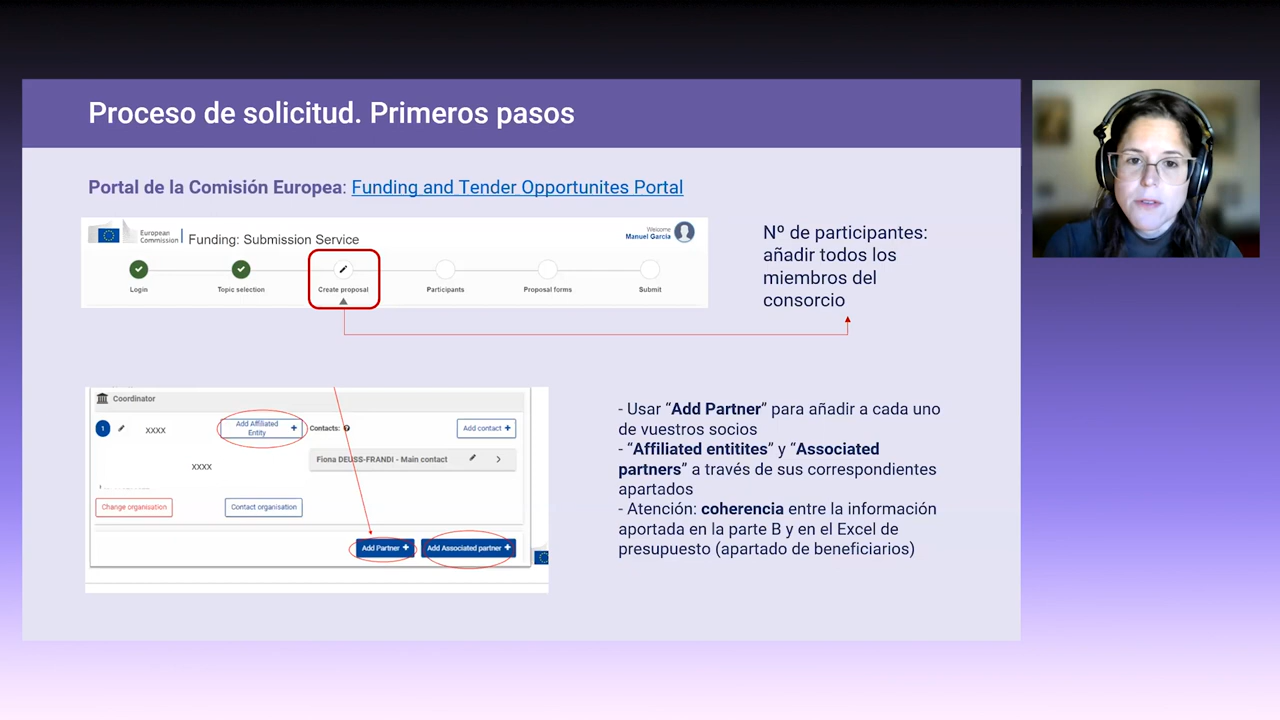 Proceso de solicitud. Primeros pasos
Portal de la Comisión Europea: Funding and Tender Opportunites Portal
European
Commission
Funding: Submission Service
Welcome
Manuel Garcia
Login
Topic selection
Create proposal
Participants
Proposal forms
Submit
Nº de participantes:
añadir todos los
miembros del
consorcio
Coordinator
1
XXXX
Add Affiliated
Entity +
Contacts:
Add contact +
XXXX
Fiona DEUSS-FRANDI - Main contact
Change organisation
Contact organisation
Add Partner +
Add Associated partner +
- Usar “Add Partner” para añadir a cada uno
de vuestros socios
- “Affiliated entitites” y “Associated
partners” a través de sus correspondientes
apartados
- Atención: coherencia entre la información
aportada en la parte B y en el Excel de
presupuesto (apartado de beneficiarios)